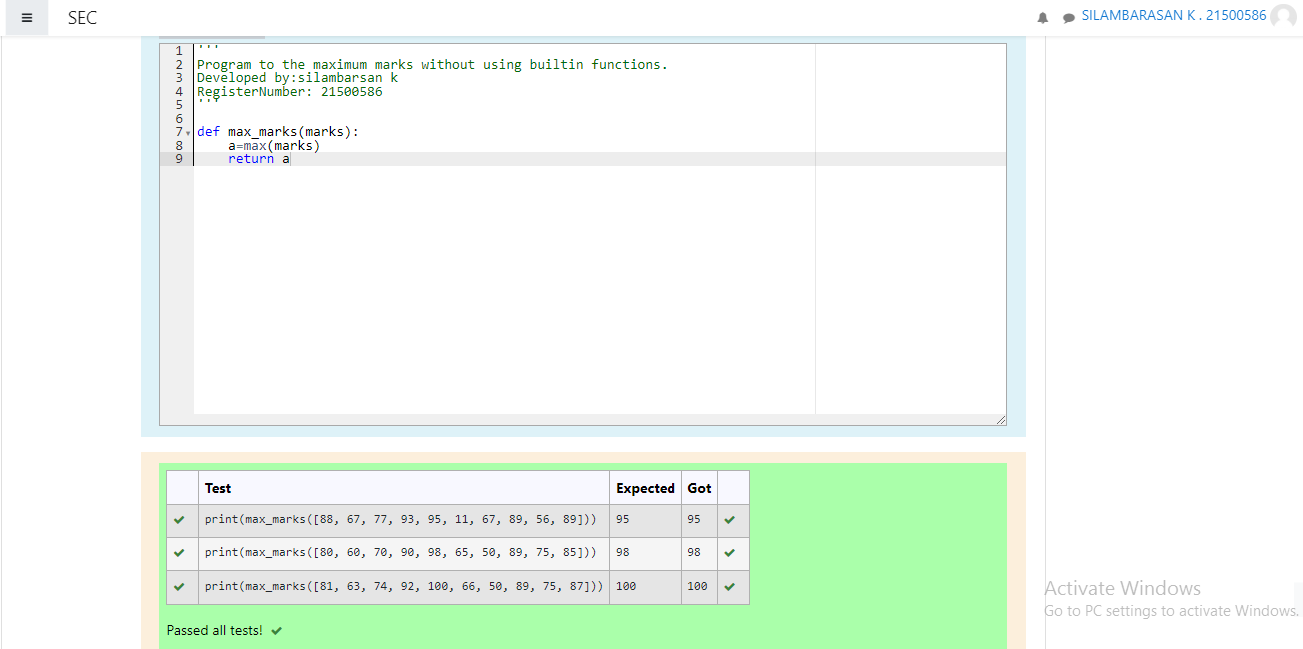 SEC
SILAMBARASAN K . 21500586
1 '''
2 Program to the maximum marks without using builtin functions.
3 Developed by:silambarsan k
4 RegisterNumber: 21500586
5 '''
6
7 def max_marks(marks):
8 a=max(marks)
9 return a
Test Expected Got
print(max_marks([88, 67, 77, 93, 95, 11, 67, 89, 56, 89])) 95 95
print(max_marks([80, 60, 70, 90, 98, 65, 50, 89, 75, 85])) 98 98
print(max_marks([81, 63, 74, 92, 100, 66, 50, 89, 75, 87])) 100 100
Passed all tests!
Activate Windows
Go to PC settings to activate Windows.